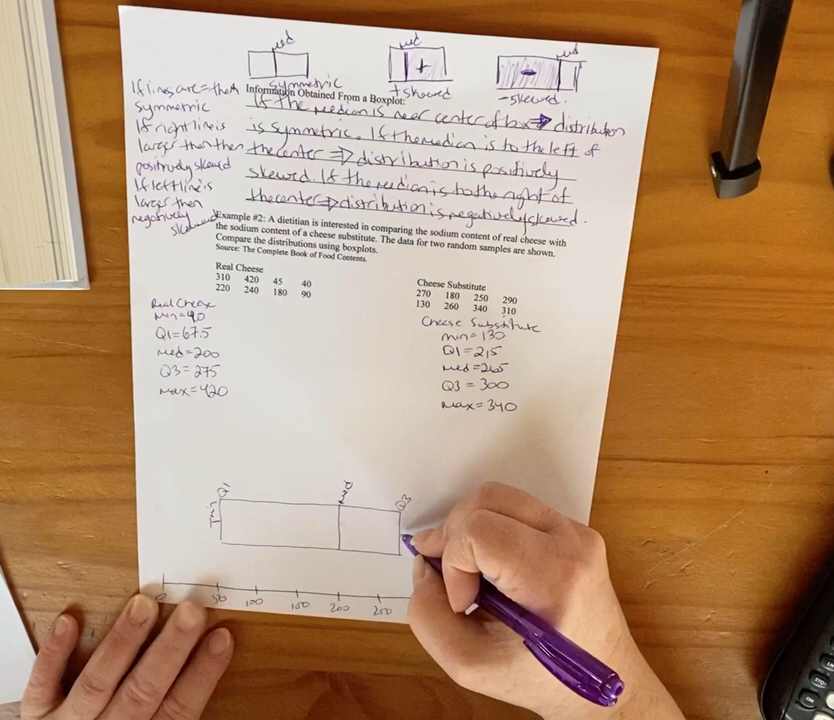 med
med
med
symmetric
+
+skewed
-
-skewed.
Information Obtained From a Boxplot:
If the median is near center of box => distribution
is symmetric. If the median is to the left of
the center => distribution is positively
skewed. If the median is to the right of
the center => distribution is negatively skewed.
If lines are = then
symmetric
If right line is
larger then then
positively skewed
If left line is
larger then
negatively
skewed
Example #2: A dietitian is interested in comparing the sodium content of real cheese with
the sodium content of a cheese substitute. The data for two random samples are shown.
Compare the distributions using boxplots.
Source: The Complete Book of Food Contents.
Real Cheese
310 420 45 40
220 240 180 90
Cheese Substitute
270 180 250 290
130 260 340 310
Real Cheese
Min=40
Q1=67.5
med=200
Q3=275
max=420
Cheese Substitute
min=130
Q1=215
med=265
Q3=300
max=340
Q1
med
Q3
min
0 50 100 150 200 250